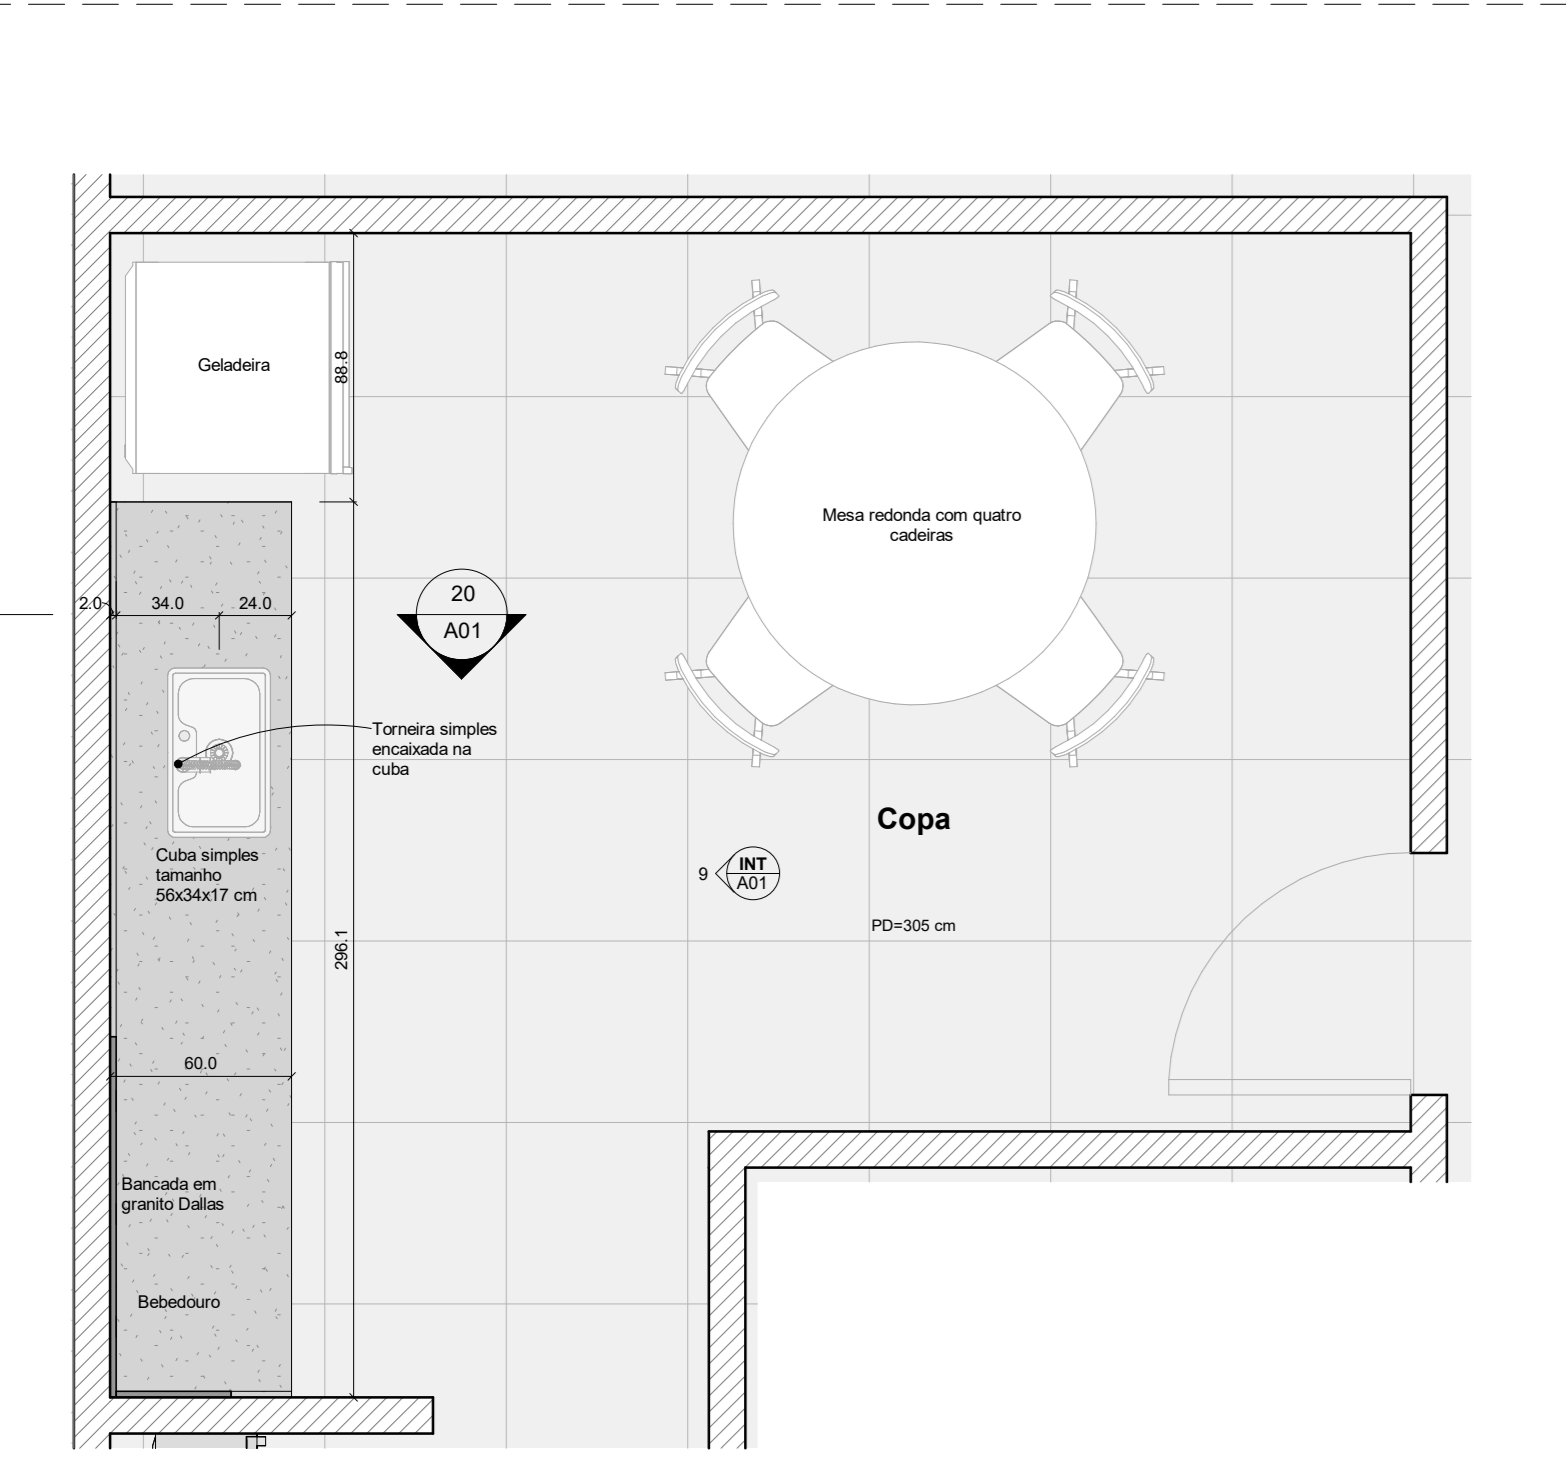 Geladeira
88.8
Mesa redonda com quatro
cadeiras
2.0
34.0
24.0
20
A01
Torneira simples
encaixada na
cuba
Copa
Cuba simples
tamanho
56x34x17 cm
9
INT
A01
PD=305 cm
296.1
60.0
Bancada em
granito Dallas
Bebedouro